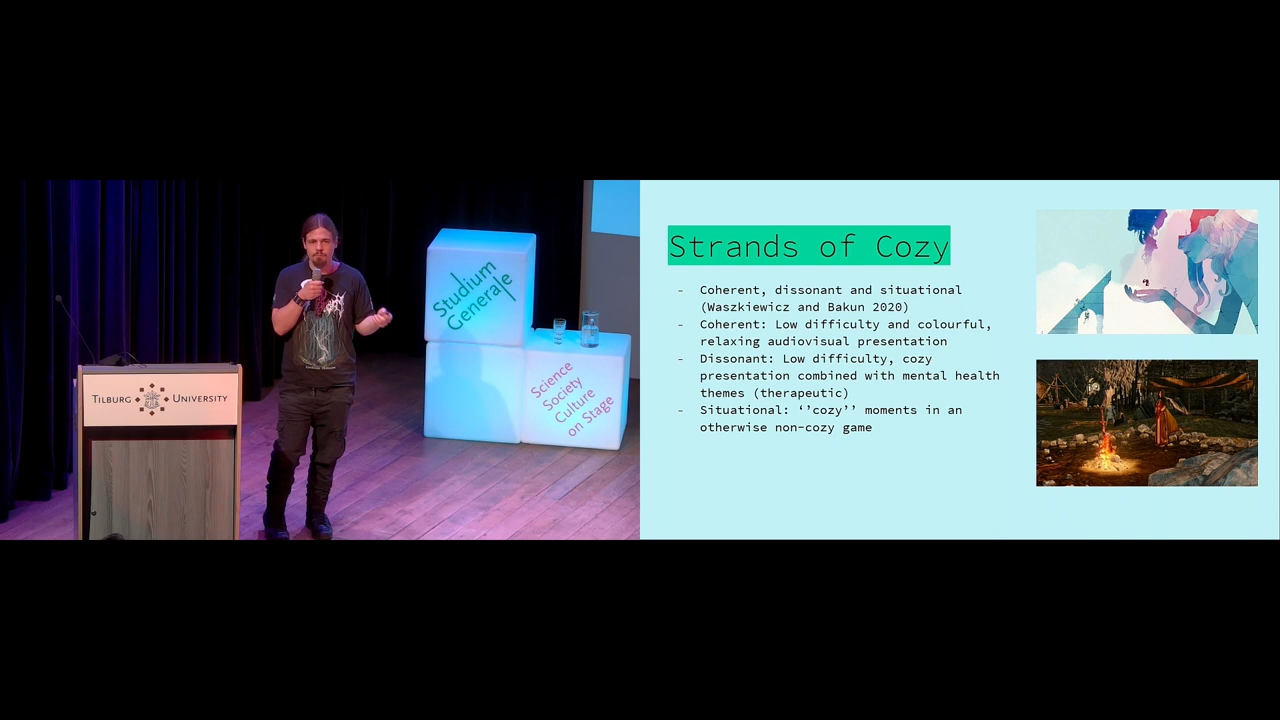 TILBURG UNIVERSITY
Studium
Generale
Science
Society
Culture
on Stage
Strands of Cozy
- Coherent, dissonant and situational
(Waszkiewicz and Bakun 2020)
- Coherent: Low difficulty and colourful,
relaxing audiovisual presentation
- Dissonant: Low difficulty, cozy
presentation combined with mental health
themes (therapeutic)
- Situational: ‘’cozy’’ moments in an
otherwise non-cozy game